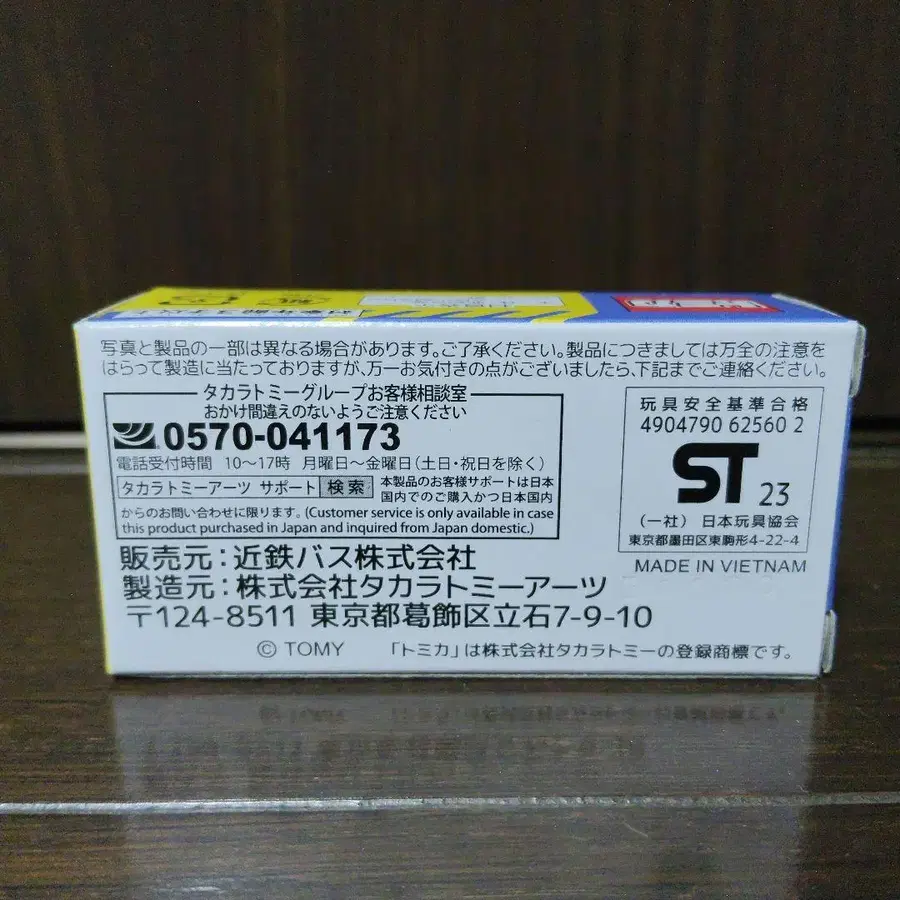 対象年齢3才以上
写真と製品の一部は異なる場合があります。ご了承ください。製品につきましては万全の注意を
はらって製造に当たっておりますが、万一お気付きの点がございましたら、下記までご連絡ください。
タカラトミーグループお客様相談室
おかけ間違えのないようご注意ください
0570-041173
電話受付時間 10～17時 月曜日～金曜日(土日・祝日を除く)
タカラトミーアーツ サポート 検索
本製品のお客様サポートは日本
国内でのご購入かつ日本国内
からのお問い合わせに限ります。(Customer service is only available in case
this product purchased in Japan and inquired from Japan domestic.)
玩具安全基準合格
4904790 62560 2
ST 23
(一社) 日本玩具協会
東京都墨田区東駒形4-22-4
MADE IN VIETNAM
販売元：近鉄バス株式会社
製造元：株式会社タカラトミーアーツ
〒124-8511 東京都葛飾区立石7-9-10
© TOMY 「トミカ」は株式会社タカラトミーの登録商標です。